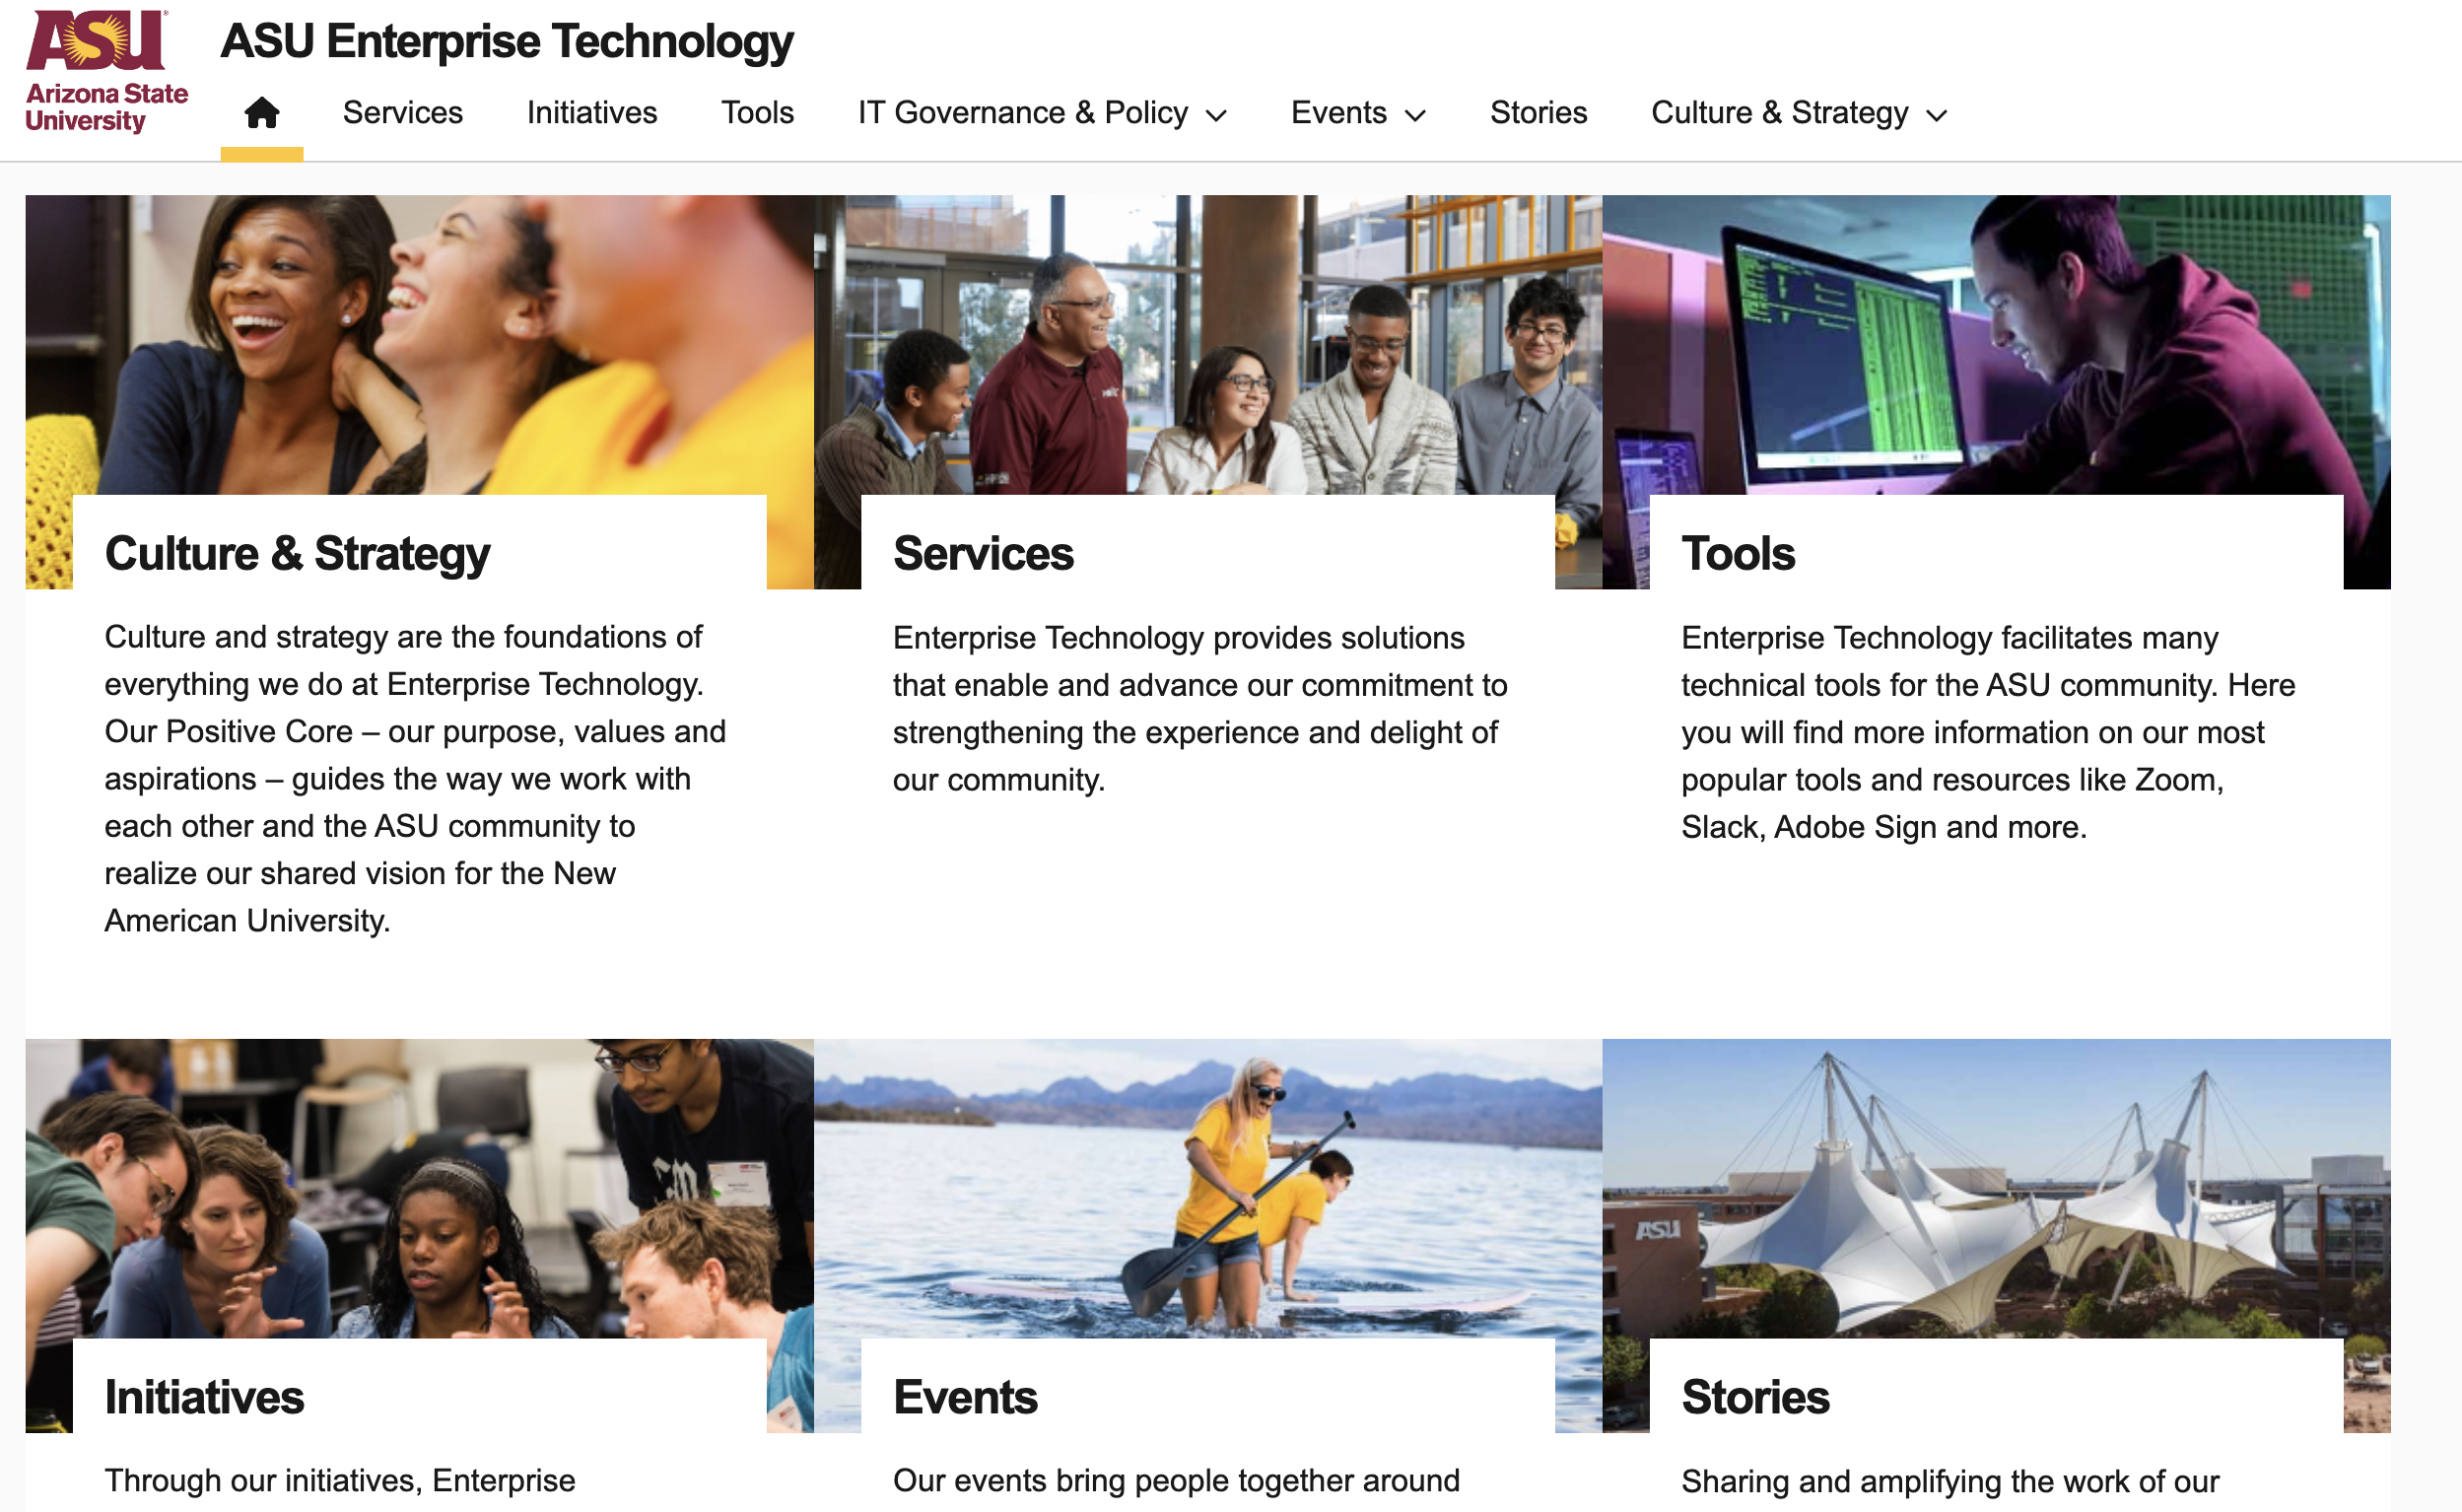 ASU
Arizona State
University
ASU Enterprise Technology
Services
Initiatives
Tools
IT Governance & Policy
Events
Stories
Culture & Strategy
Culture & Strategy
Culture and strategy are the foundations of
everything we do at Enterprise Technology.
Our Positive Core – our purpose, values and
aspirations – guides the way we work with
each other and the ASU community to
realize our shared vision for the New
American University.
Services
Enterprise Technology provides solutions
that enable and advance our commitment to
strengthening the experience and delight of
our community.
Tools
Enterprise Technology facilitates many
technical tools for the ASU community. Here
you will find more information on our most
popular tools and resources like Zoom,
Slack, Adobe Sign and more.
ASU
Initiatives
Through our initiatives, Enterprise
Events
Our events bring people together around
Stories
Sharing and amplifying the work of our